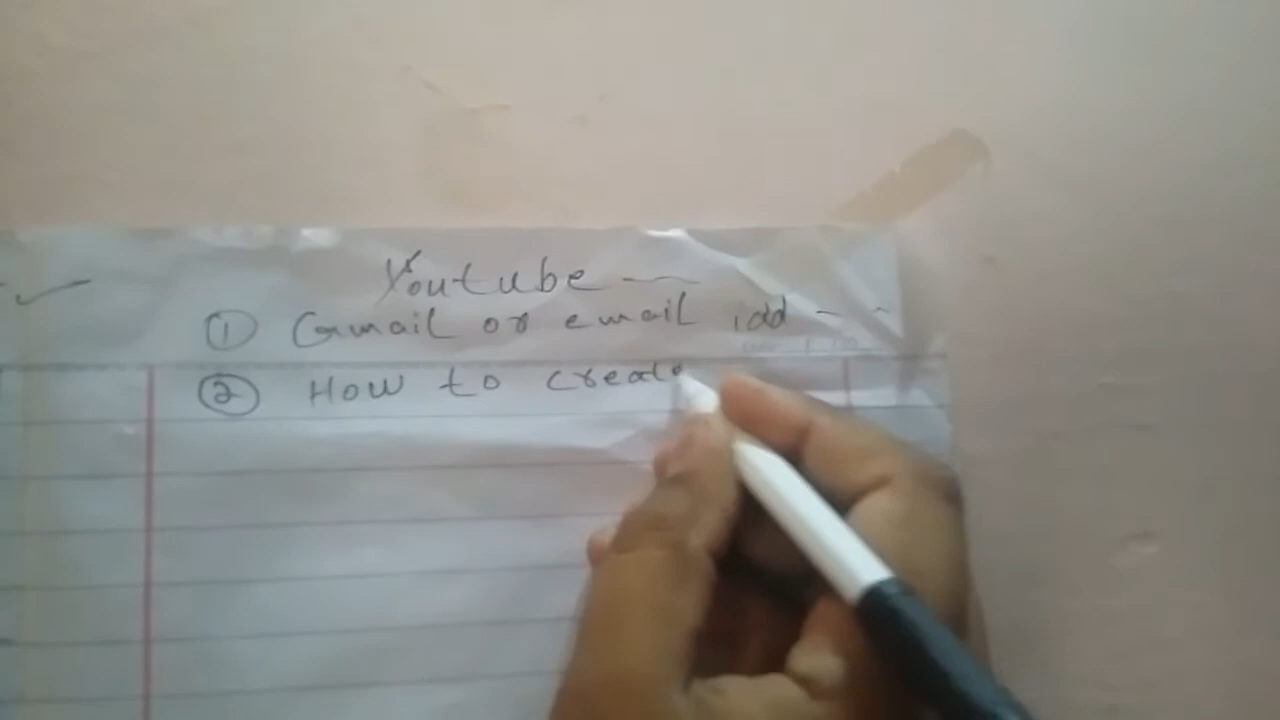 Youtube
① Gmail or email idd
② How to create